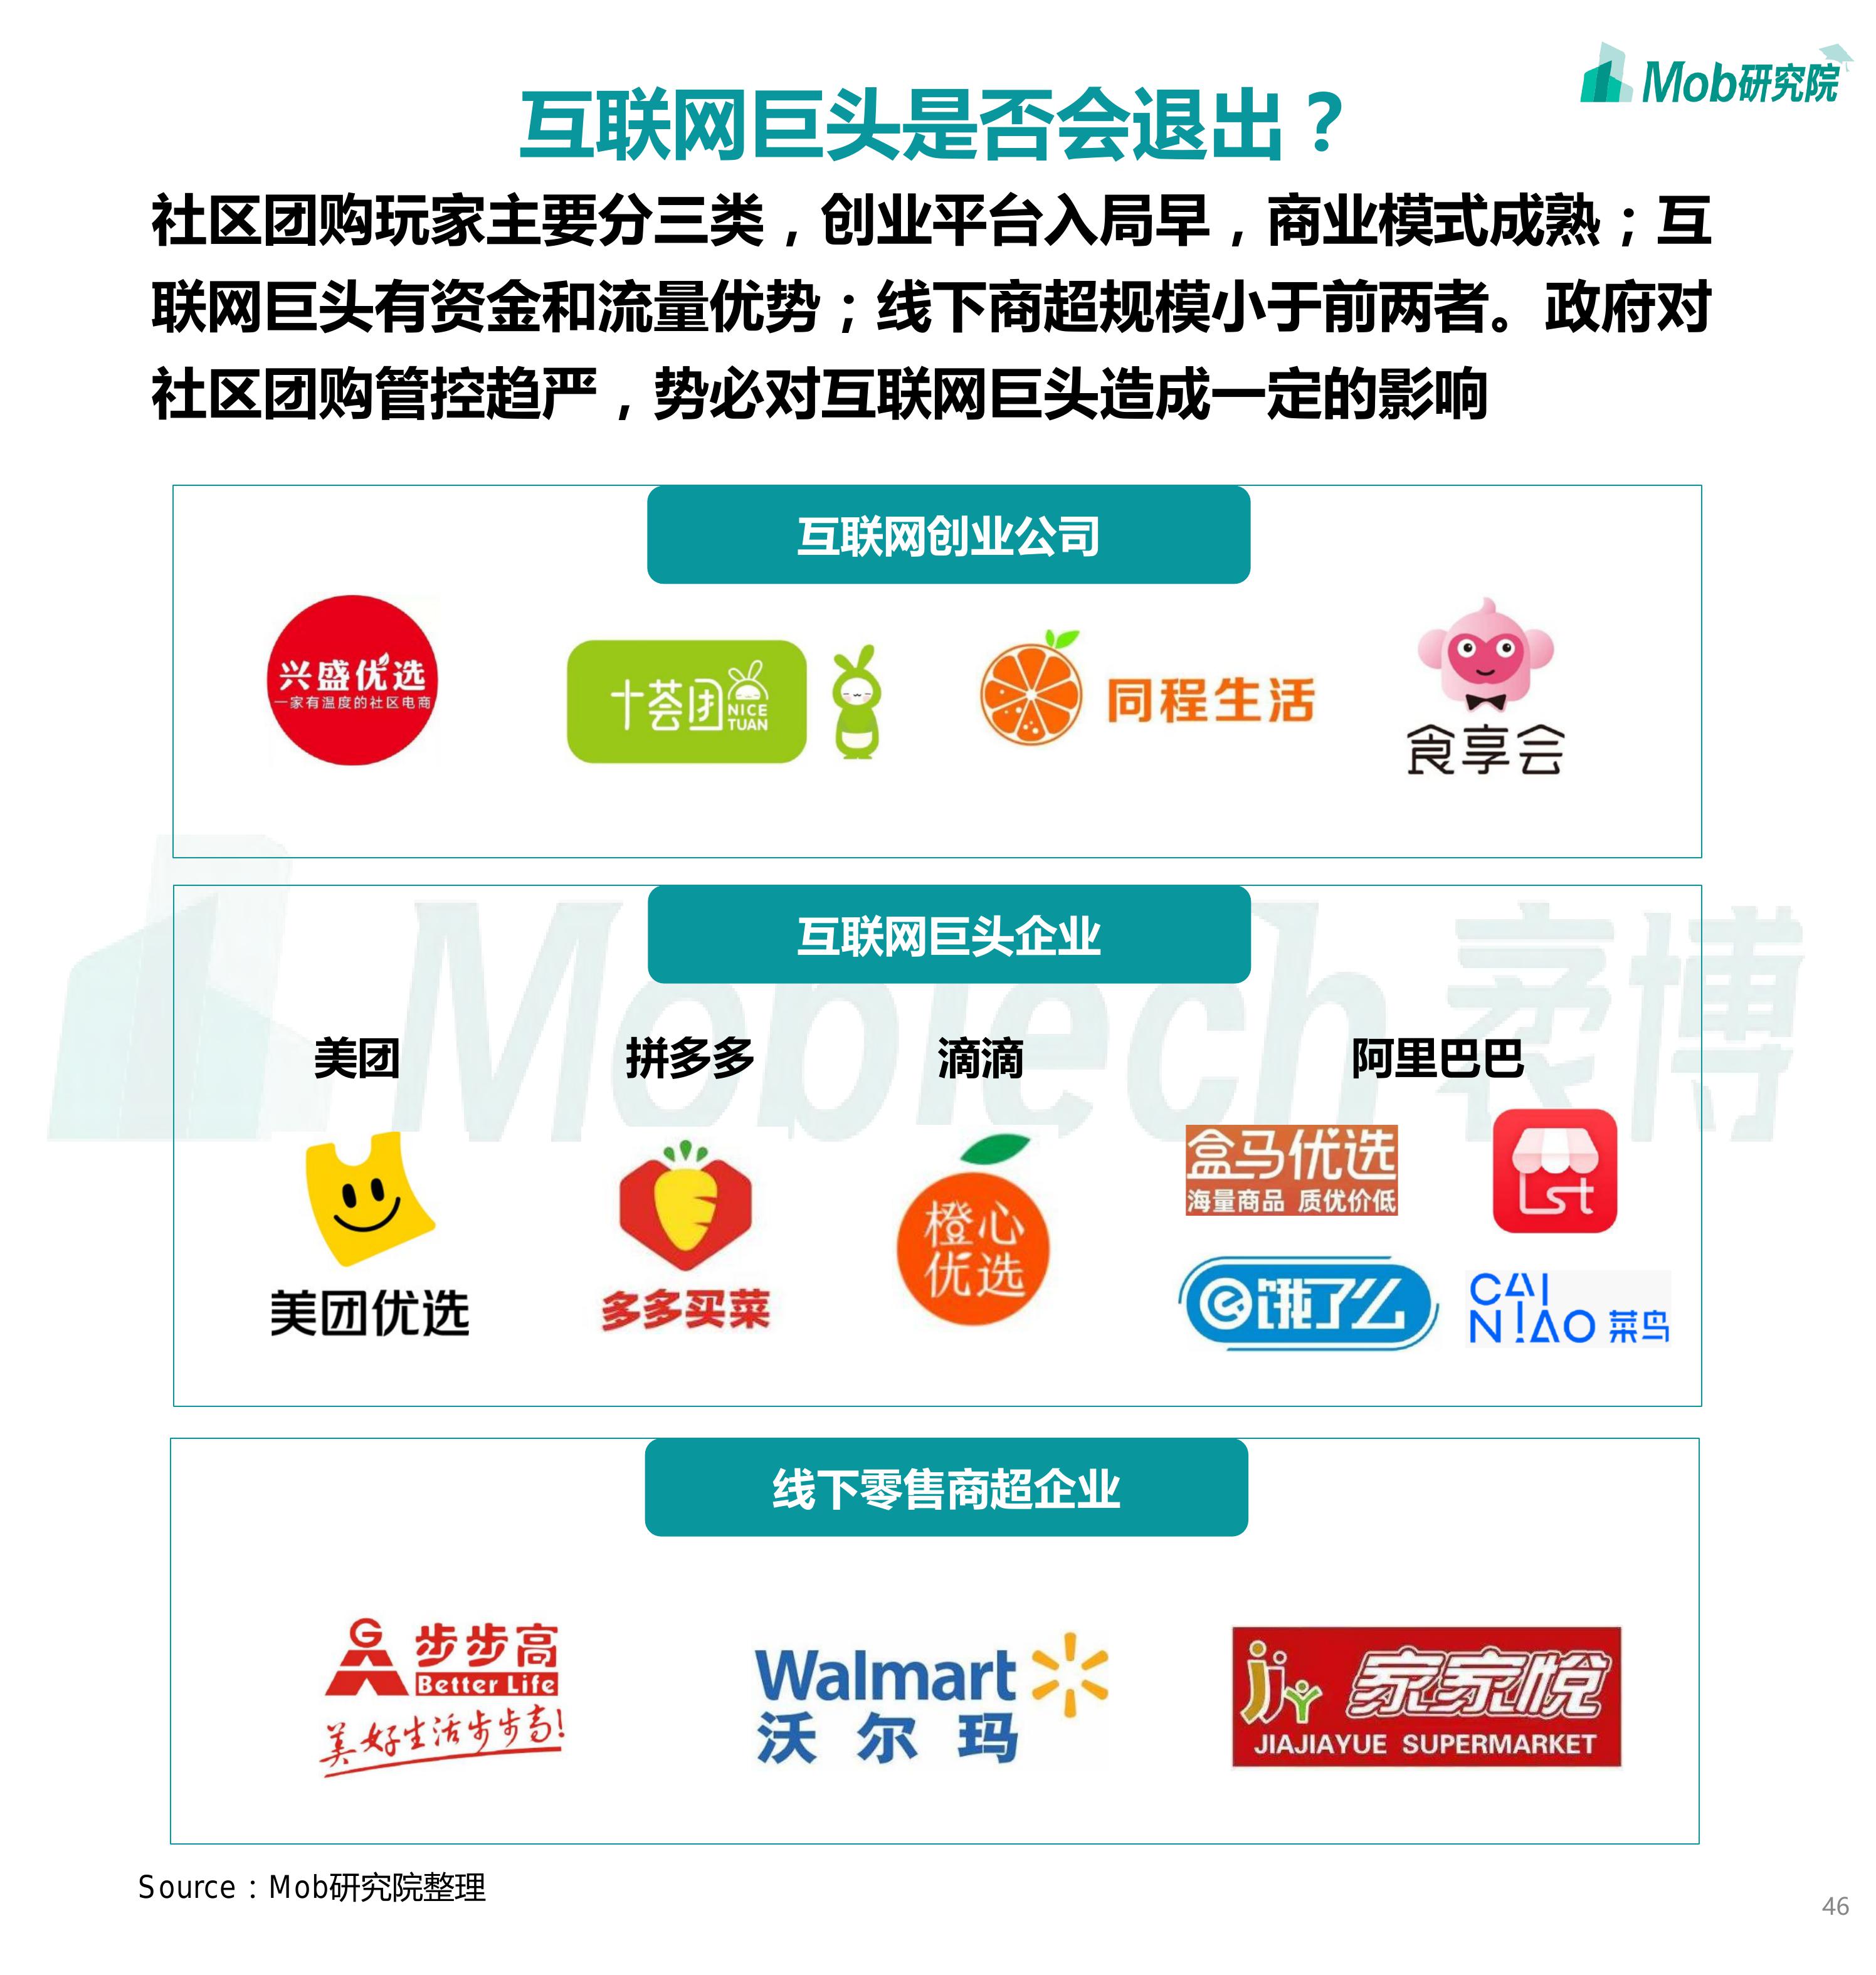 Mob研究院
互联网巨头是否会退出？
社区团购玩家主要分三类，创业平台入局早，商业模式成熟；互
联网巨头有资金和流量优势；线下商超规模小于前两者。政府对
社区团购管控趋严，势必对互联网巨头造成一定的影响
互联网创业公司
兴盛优选
一家有温度的社区电商
十荟团
NICE
TUAN
同程生活
食享会
MobTech 袤博
互联网巨头企业
美团
拼多多
滴滴
阿里巴巴
美团优选
多多买菜
橙心
优选
盒马优选
海量商品 质优价低
Lst
e饿了么
CAI
NIAO 菜鸟
线下零售商超企业
G
步步高
Better Life
美好生活步步高!
Walmart
沃尔玛
jjy
家家悦
JIAJIAYUE SUPERMARKET
Source：Mob研究院整理
46